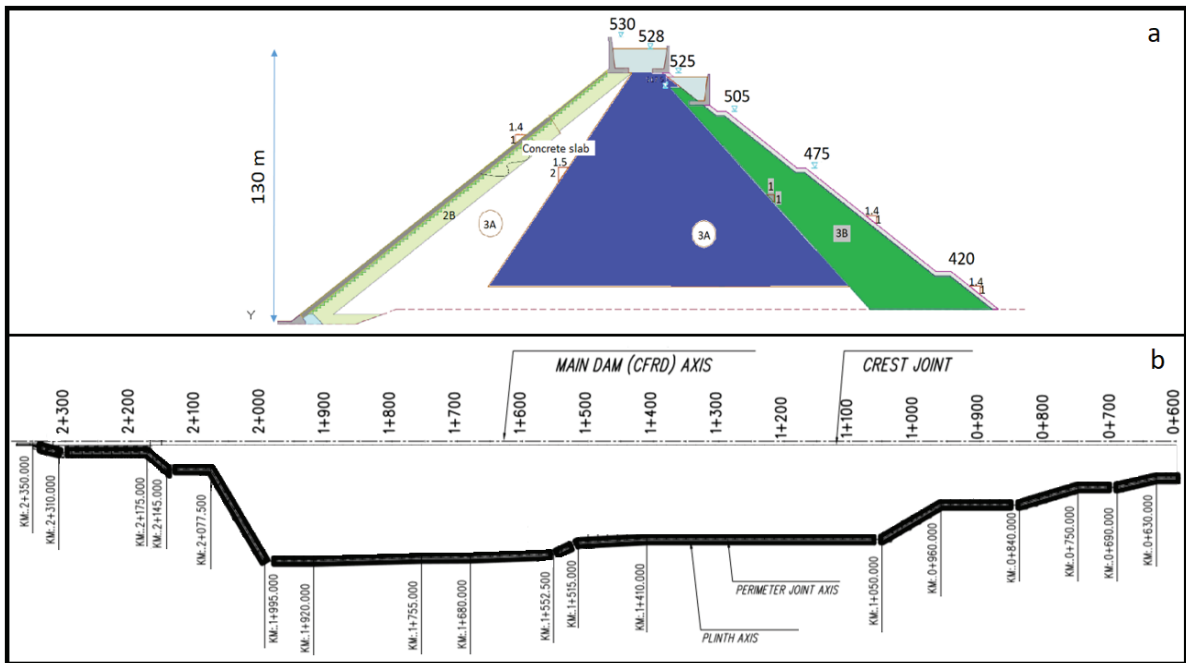 a
530
528
525
505
1.4
1
Concrete slab
475
1.5
2
130 m
2B
1
1
1.4
1
3A
3A
3B
420
1.4
1
Y
b
MAIN DAM (CFRD) AXIS
CREST JOINT
2+300
2+200
2+100
2+000
1+900
1+800
1+700
1+600
1+500
1+400
1+300
1+200
1+100
1+000
0+900
0+800
0+700
0+600
KM:.2+350.000
KM:.2+310.000
KM:.2+175.000
KM:.2+145.000
KM:.2+077.500
KM:.1+995.000
KM:.1+920.000
KM:.1+755.000
KM:.1+680.000
KM:.1+552.500
KM:.1+515.000
KM:.1+410.000
KM:.1+050.000
KM:.0+960.000
KM:.0+840.000
KM:.0+750.000
KM:.0+690.000
KM:.0+630.000
PERIMETER JOINT AXIS
PLINTH AXIS